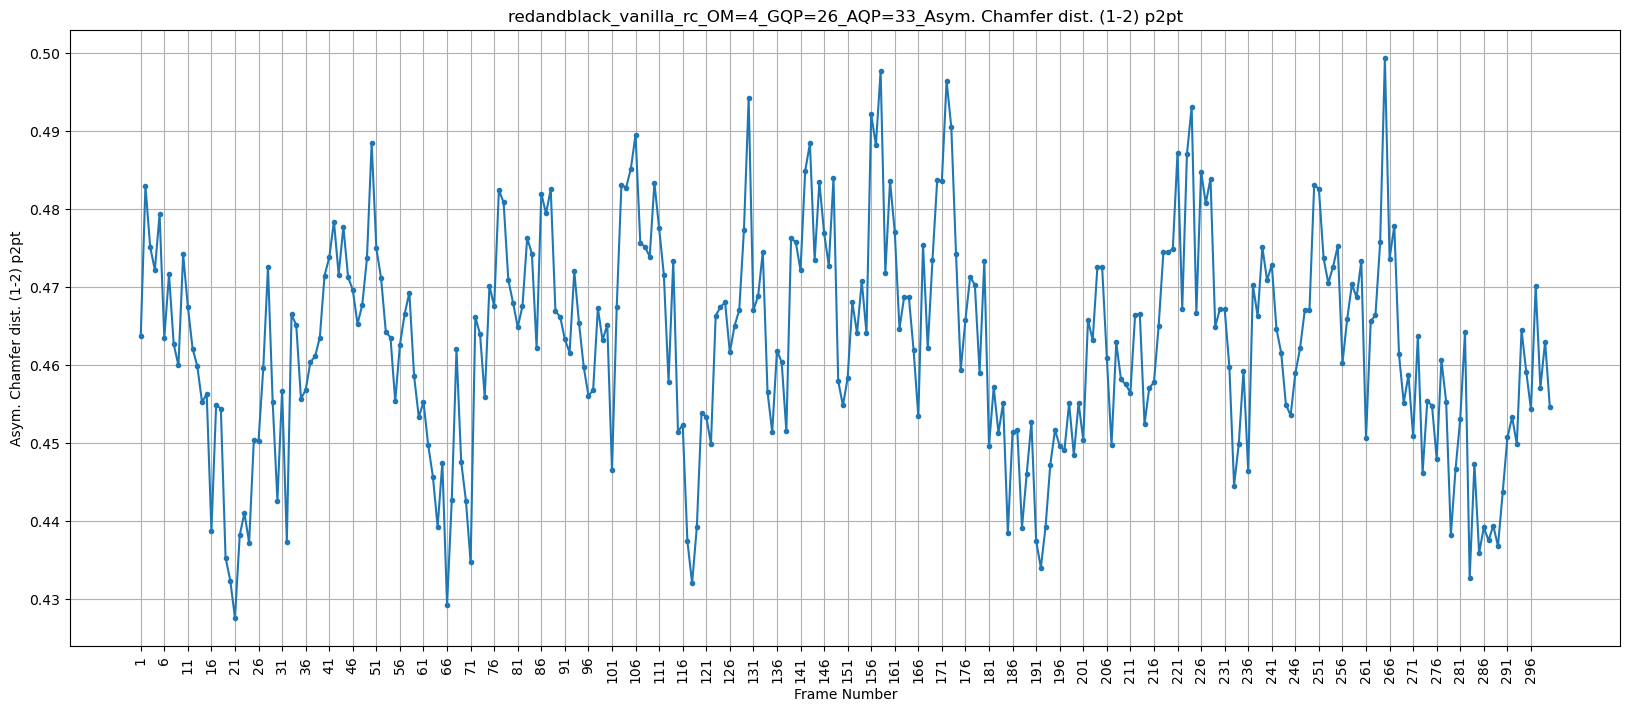 redandblack_vanilla_rc_OM=4_GQP=26_AQP=33_Asym. Chamfer dist. (1-2) p2pt
Asym. Chamfer dist. (1-2) p2pt
0.50
0.49
0.48
0.47
0.46
0.45
0.44
0.43
1 6 11 16 21 26 31 36 41 46 51 56 61 66 71 76 81 86 91 96 101 106 111 116 121 126 131 136 141 146 151 156 161 166 171 176 181 186 191 196 201 206 211 216 221 226 231 236 241 246 251 256 261 266 271 276 281 286 291 296
Frame Number